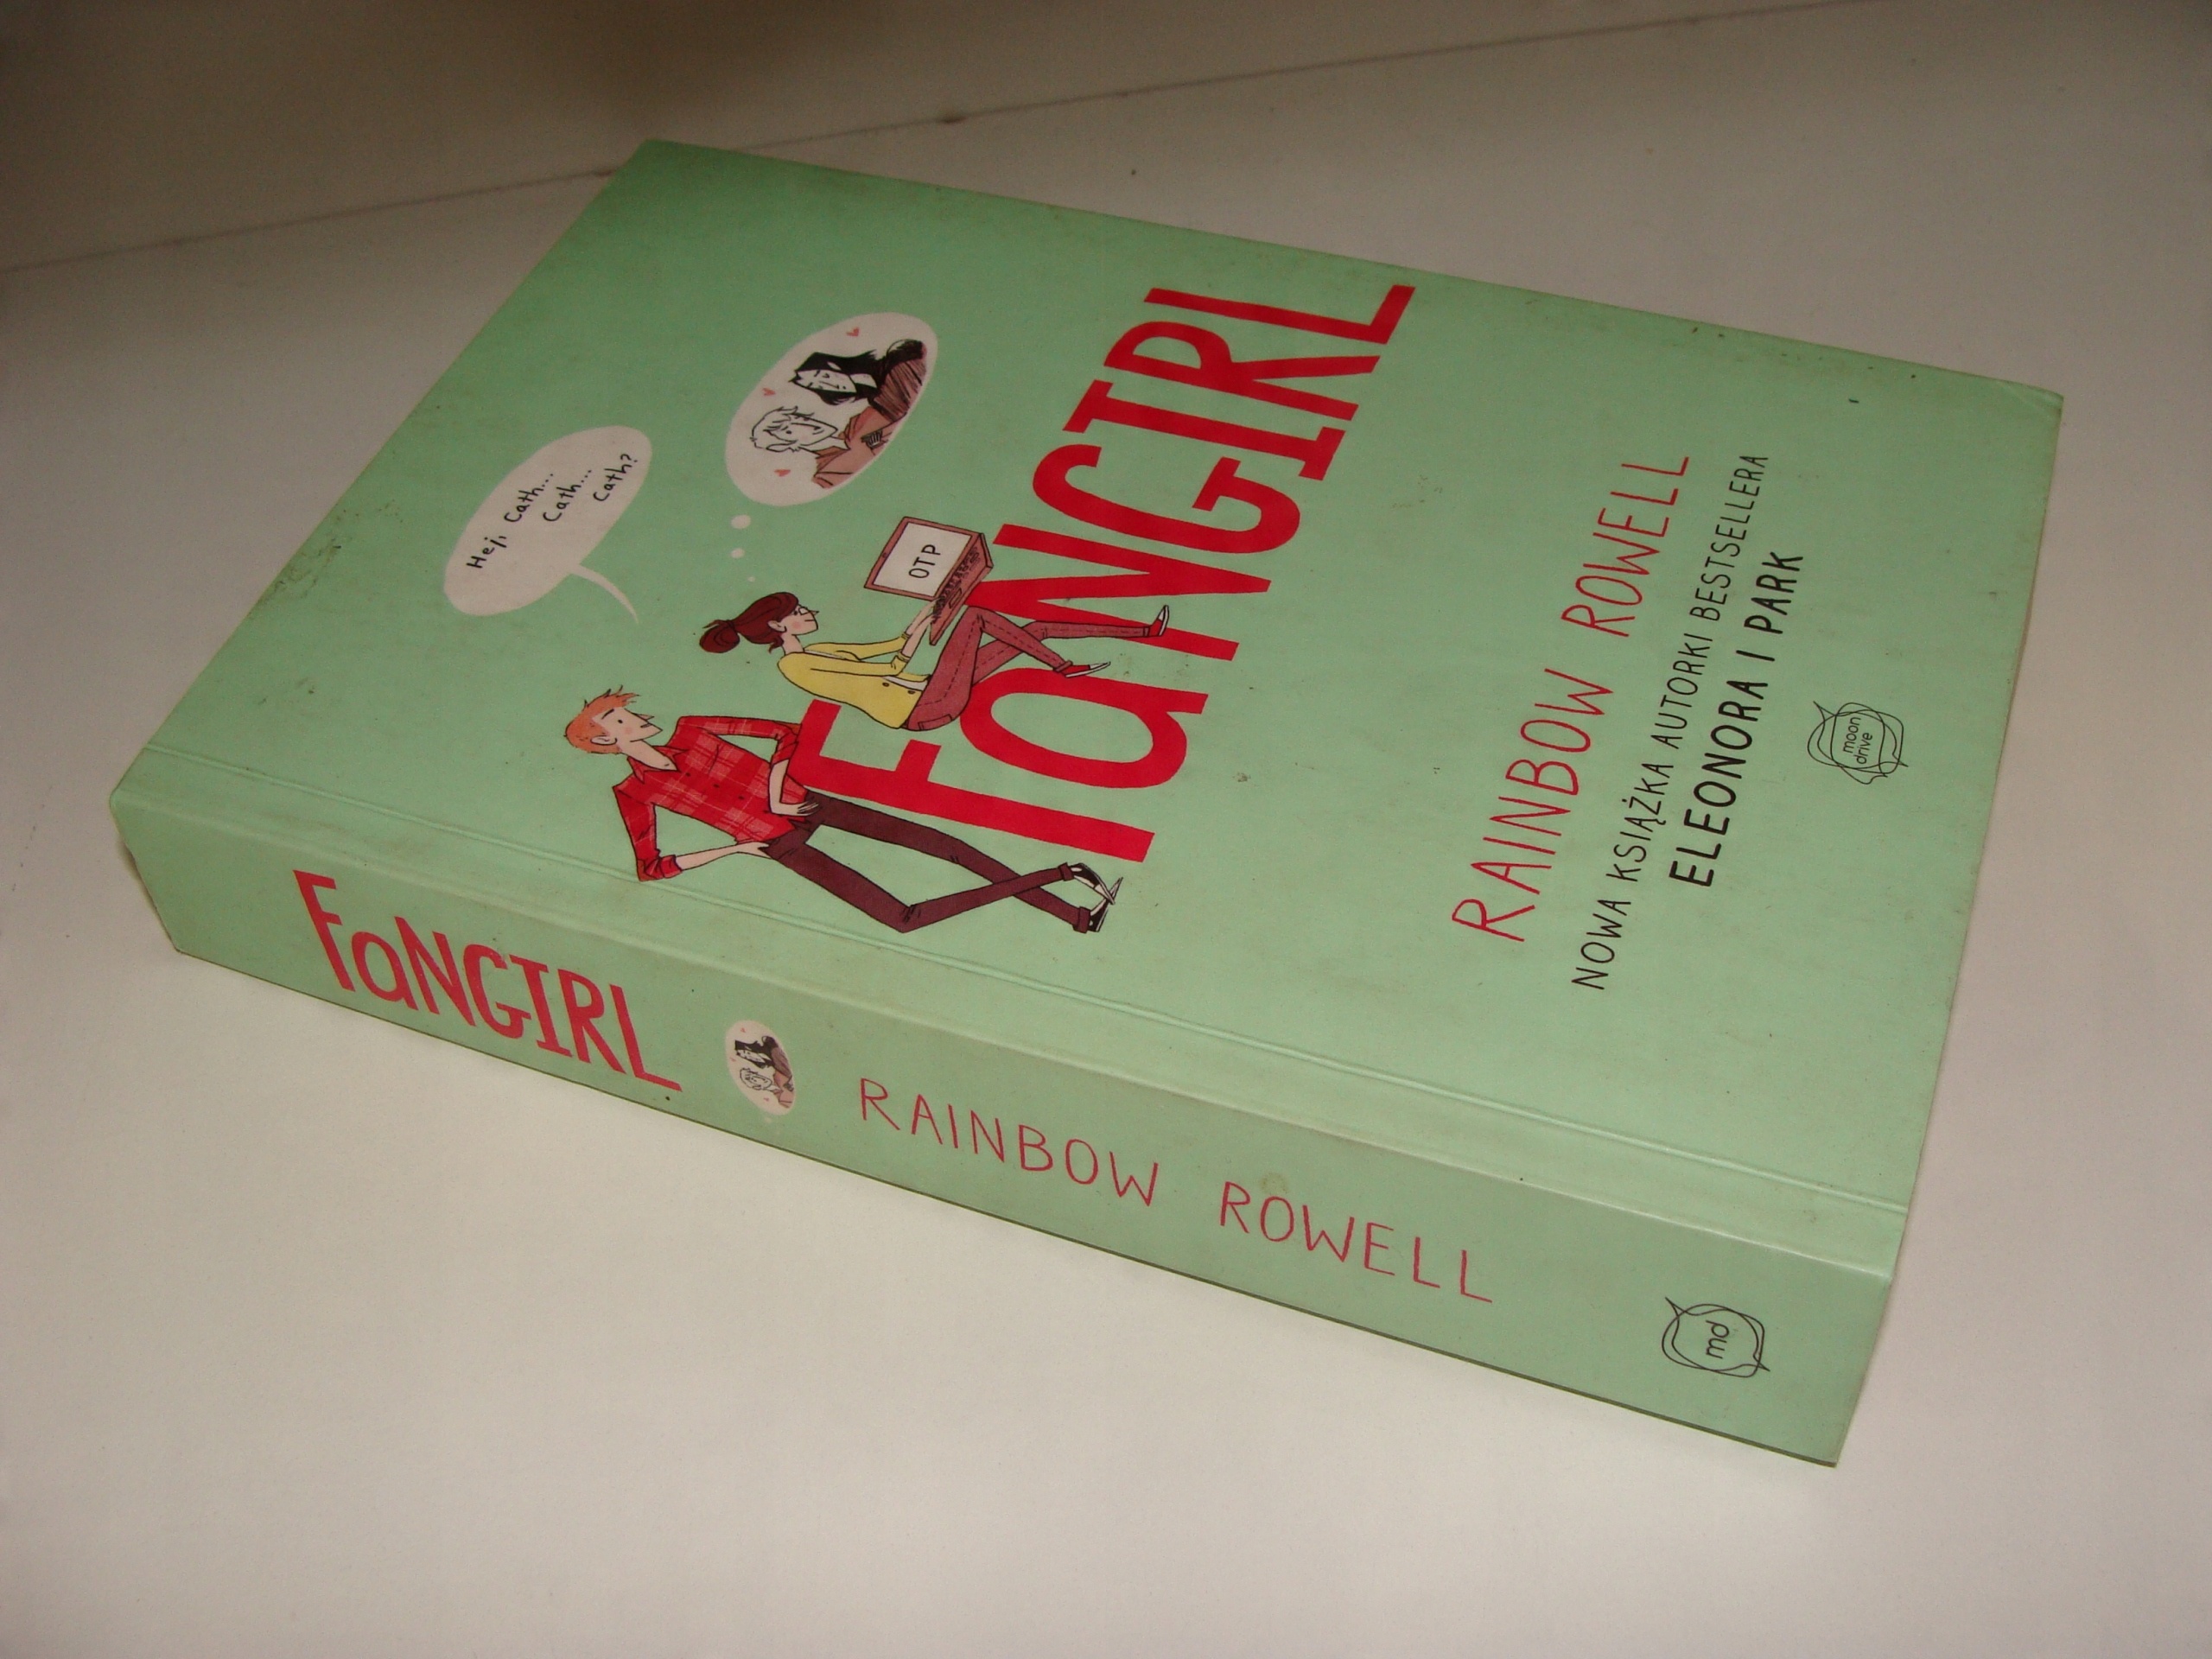 Hej, Cath...
Cath...
Cath?
OTP
FaNGIRL
RAINBOW ROWELL
NOWA KSIĄŻKA AUTORKI BESTSELLERA
ELEONORA I PARK
moon
drive
FaNGIRL
RAINBOW ROWELL
md